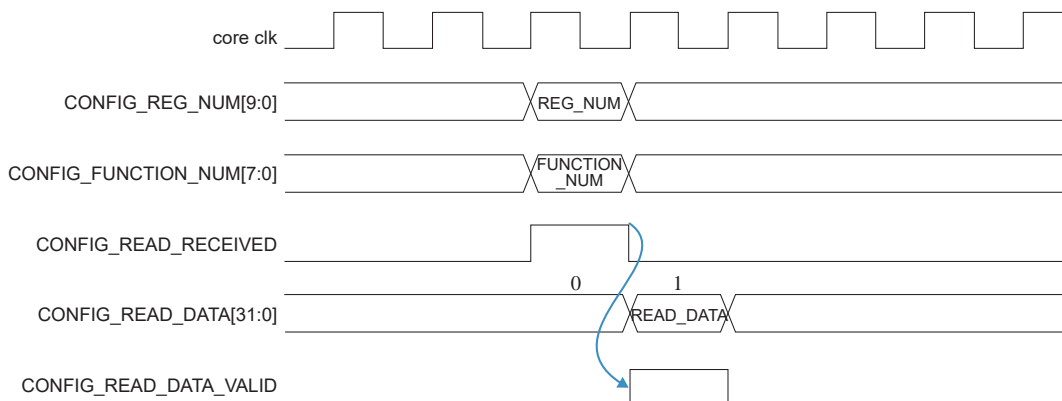 core clk
CONFIG_REG_NUM[9:0]
REG_NUM
CONFIG_FUNCTION_NUM[7:0]
FUNCTION
_NUM
CONFIG_READ_RECEIVED
0 1
CONFIG_READ_DATA[31:0]
READ_DATA
CONFIG_READ_DATA_VALID